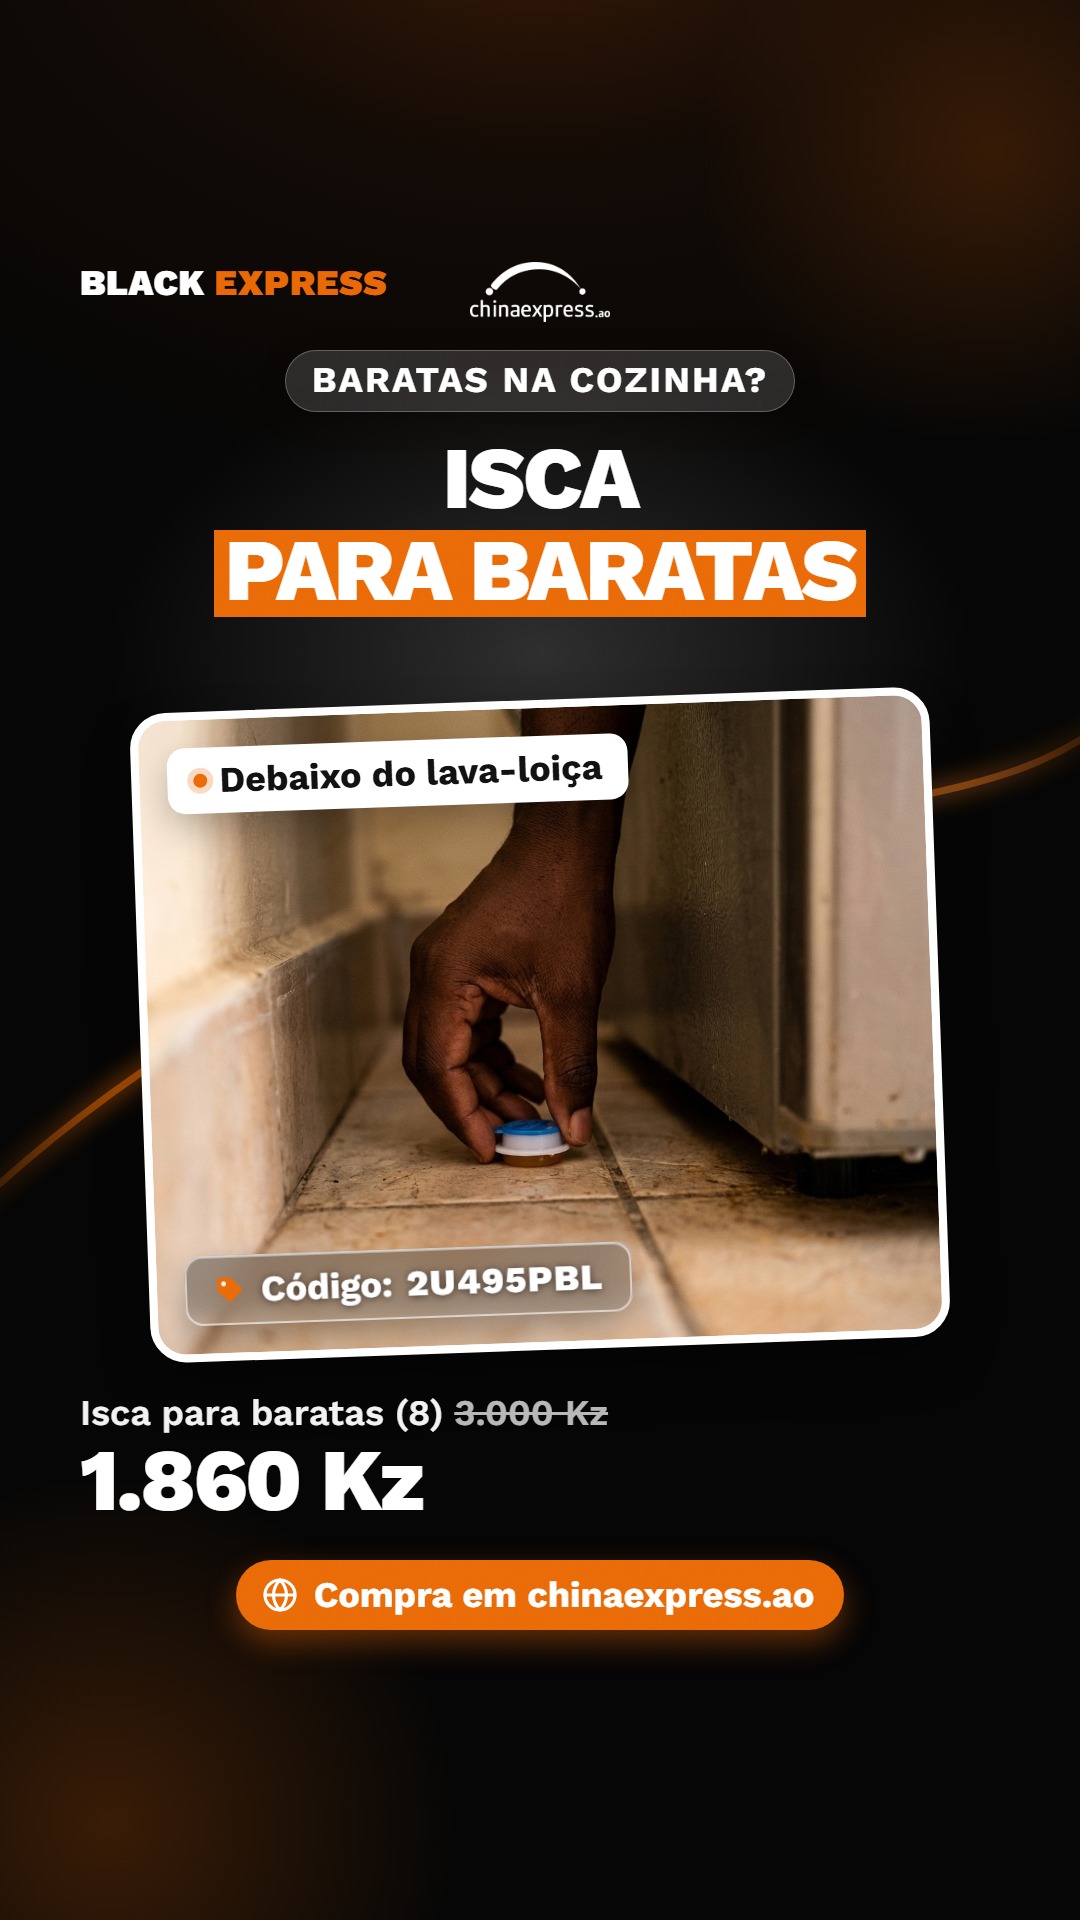 BLACK EXPRESS
chinaexpress.ao
BARATAS NA COZINHA?
ISCA
PARA BARATAS
Debaixo do lava-loiça
Código: 2U495PBL
Isca para baratas (8) 3.000 Kz
1.860 Kz
Compra em chinaexpress.ao